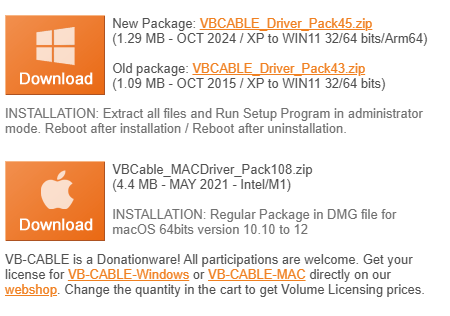 New Package: VBCABLE_Driver_Pack45.zip
(1.29 MB - OCT 2024 / XP to WIN11 32/64 bits/Arm64)
Old package: VBCABLE_Driver_Pack43.zip
(1.09 MB - OCT 2015 / XP to WIN11 32/64 bits)
Download
INSTALLATION: Extract all files and Run Setup Program in administrator
mode. Reboot after installation / Reboot after uninstallation.
VBCable_MACDriver_Pack108.zip
(4.4 MB - MAY 2021 - Intel/M1)
INSTALLATION: Regular Package in DMG file for
macOS 64bits version 10.10 to 12
Download
VB-CABLE is a Donationware! All participations are welcome. Get your
license for VB-CABLE-Windows or VB-CABLE-MAC directly on our
webshop. Change the quantity in the cart to get Volume Licensing prices.